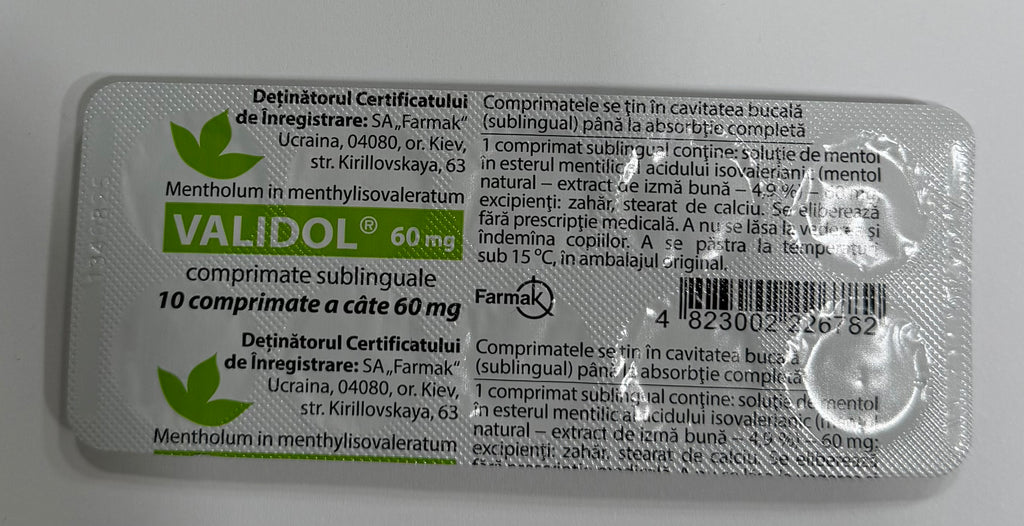 Deținătorul Certificatului
de Înregistrare: SA„Farmak"
Ucraina, 04080, or. Kiev,
str. Kirillovskaya, 63
Mentholum in menthylisovaleratum
VALIDOL® 60 mg
comprimate sublinguale
10 comprimate a câte 60 mg
Comprimatele se țin în cavitatea bucală
(sublingual) până la absorbție completă
1 comprimat sublingual conține: soluție de mentol
în esterul mentilic al acidului isovalerianic (mentol
natural – extract de izmă bună – 4,9 %) – 60 mg;
excipienți: zahăr, stearat de calciu. Se eliberează
fără prescripție medicală. A nu se lăsa la vederea și
îndemîna copiilor. A se păstra la temperaturi
sub 15 °C, în ambalajul original.
Farmak
4 823002 226782
Deținătorul Certificatului
de Înregistrare: SA„Farmak"
Ucraina, 04080, or. Kiev,
str. Kirillovskaya, 63
Mentholum in menthylisovaleratum
Comprimatele se țin în cavitatea bucală
(sublingual) până la absorbție completă
1 comprimat sublingual conține: soluție de mentol
în esterul mentilic al acidului isovalerianic
natural – extract de izmă bună – 4,9 %) – 60 mg;
excipienți: zahăr, stearat de calciu. Se eliberează